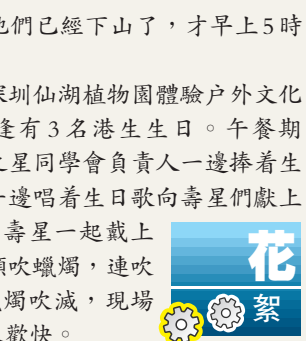 他們已經下山了，才早上5時
深圳仙湖植物園體驗戶外文化
逢有3名港生生日。午餐期
之星同學會負責人一邊捧着生
一邊唱着生日歌向壽星們獻上
壽星一起戴上
吹蠟燭，連吹
燭吹滅，現場
歡快。
花
絮